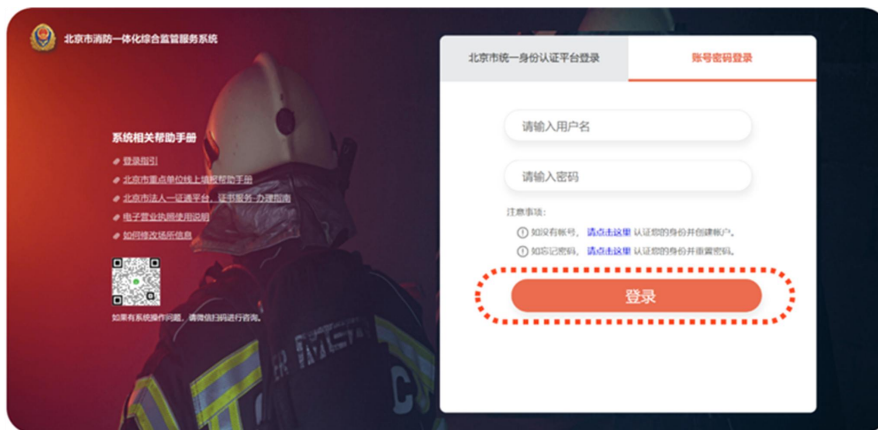 北京市消防一体化综合监管服务系统
系统相关帮助手册
登录指引
北京市重点单位线上填报帮助手册
北京市法人一证通平台,证书服务-办理指南
电子营业执照使用说明
如何修改场所信息
如果有系统操作问题,请微信扫码进行咨询。
北京市统一身份认证平台登录
账号密码登录
请输入用户名
请输入密码
注意事项:
如没有帐号, 请点击这里 认证您的身份并创建帐户。
如忘记密码, 请点击这里 认证您的身份并重置密码。
登录